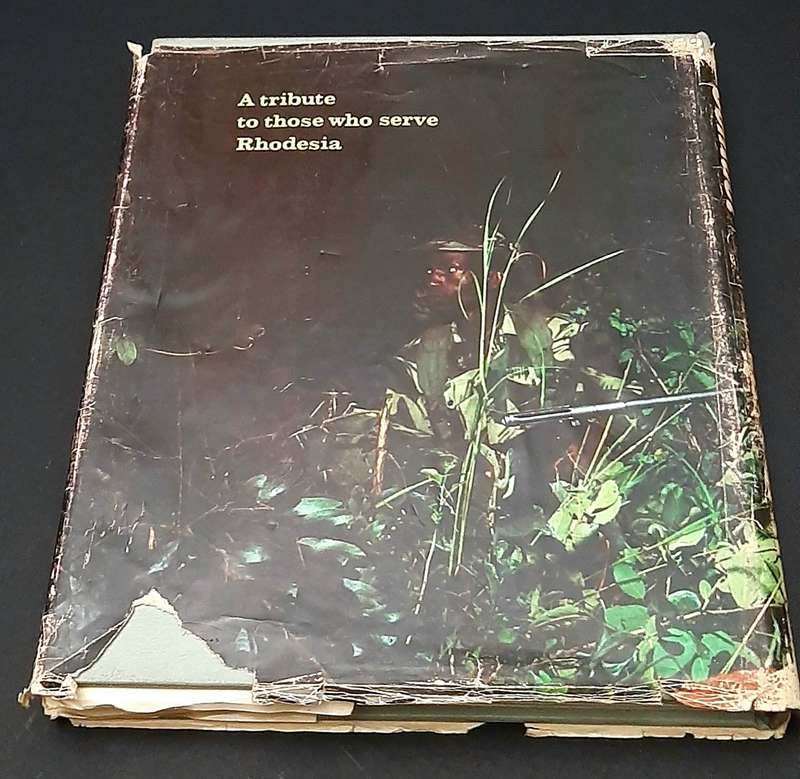 A tribute
to those who serve
Rhodesia